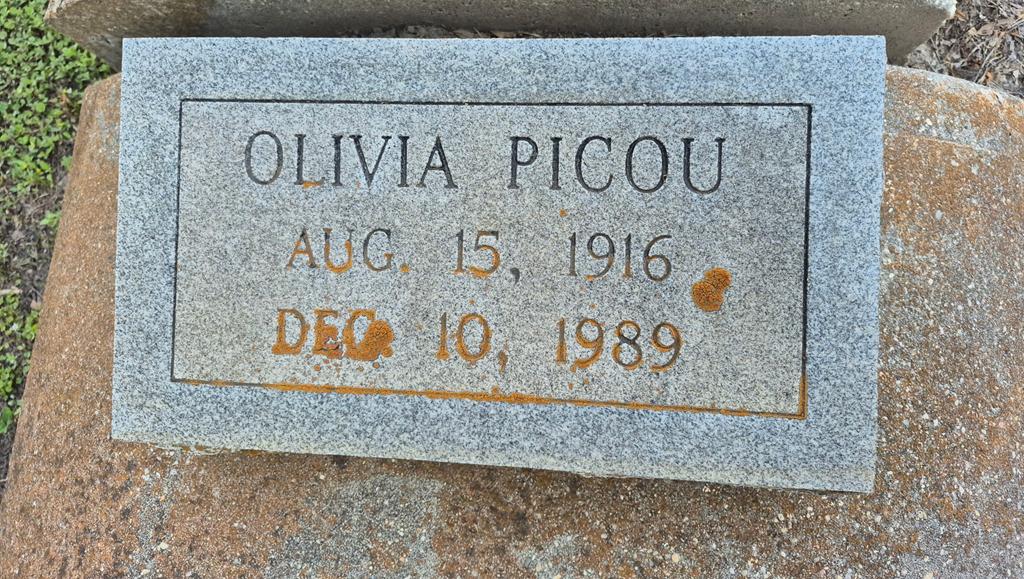 OLIVIA PICOU
AUG. 15, 1916
DEC. 10, 1989